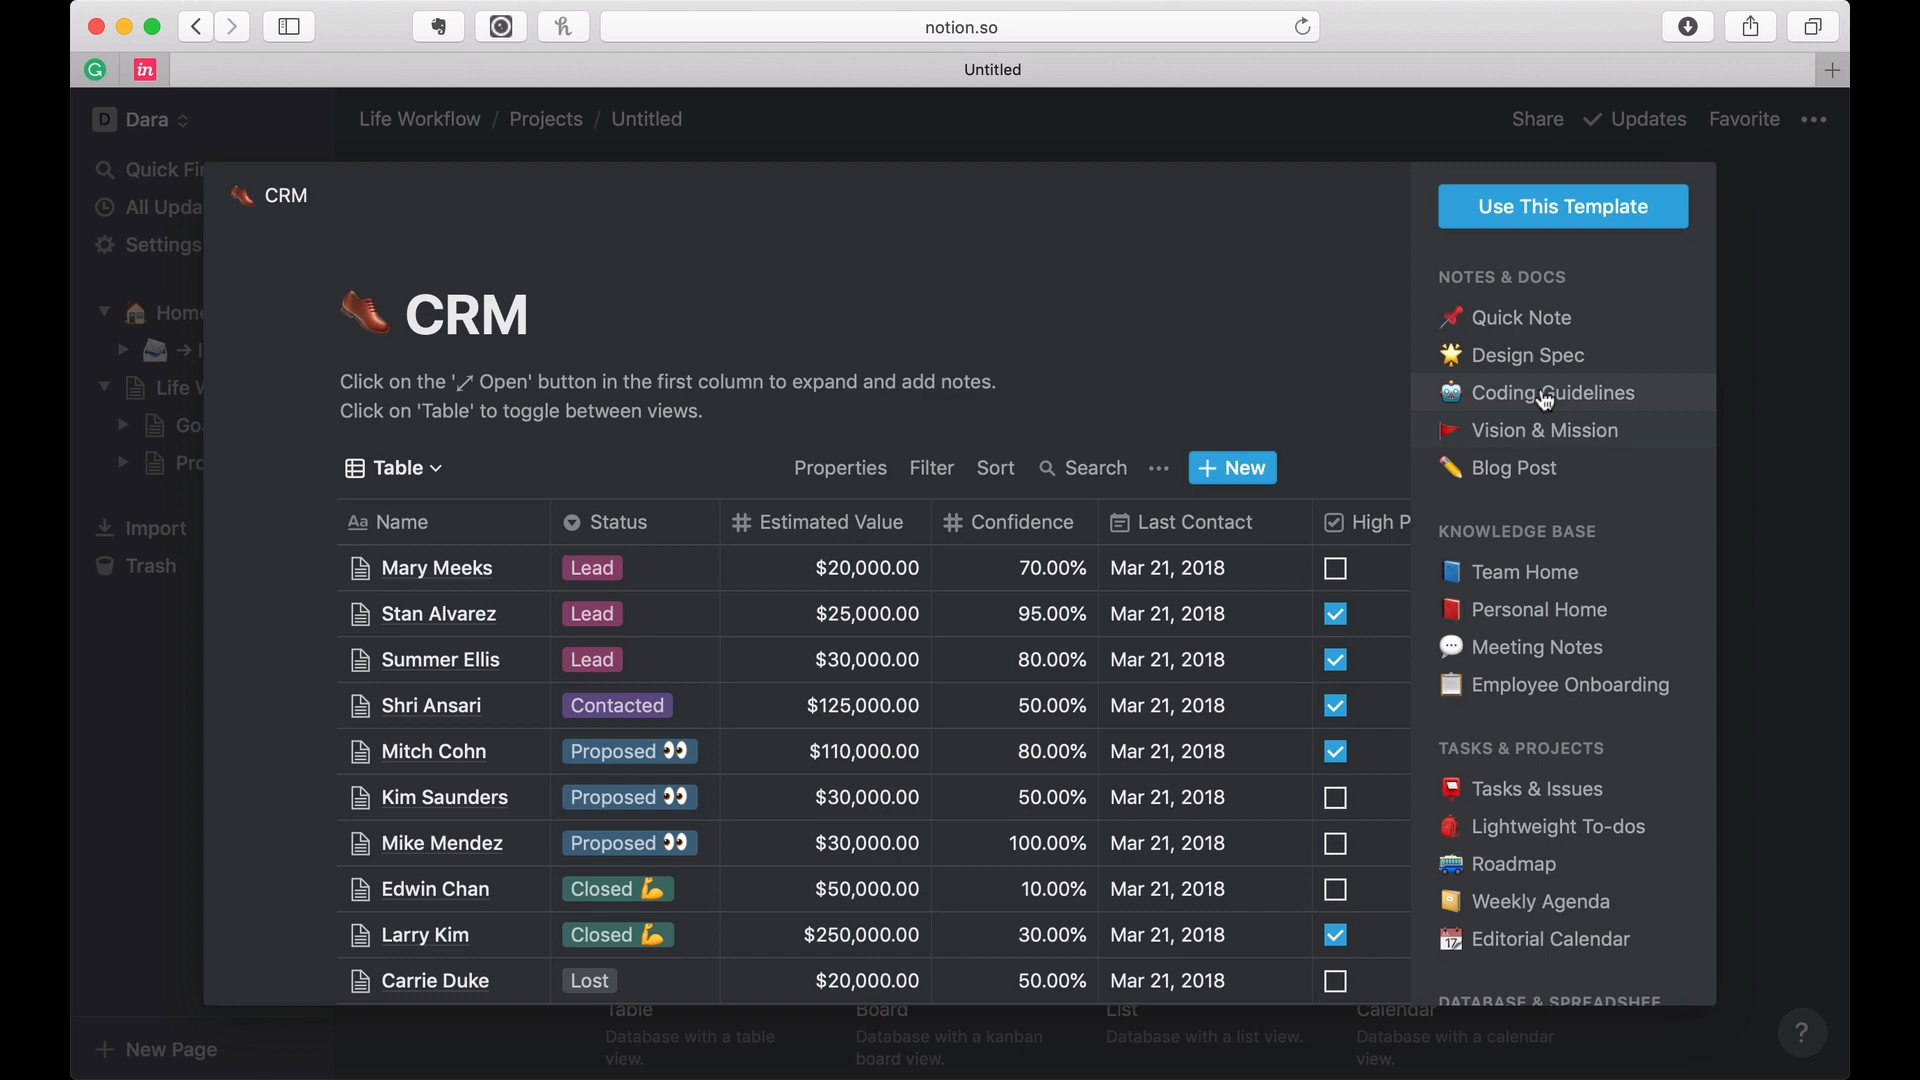 notion.so
Untitled
D Dara
Life Workflow / Projects / Untitled
Share Updates Favorite
Quick Fi
All Upda
Settings
Home
Life W
Go
Import
Trash
New Page
CRM
CRM
Click on the '⤢ Open' button in the first column to expand and add notes.
Click on 'Table' to toggle between views.
Table Properties Filter Sort Search ••• + New
Aa Name Status # Estimated Value # Confidence Last Contact High P
Mary Meeks Lead $20,000.00 70.00% Mar 21, 2018
Stan Alvarez Lead $25,000.00 95.00% Mar 21, 2018
Summer Ellis Lead $30,000.00 80.00% Mar 21, 2018
Shri Ansari Contacted $125,000.00 50.00% Mar 21, 2018
Mitch Cohn Proposed 👀 $110,000.00 80.00% Mar 21, 2018
Kim Saunders Proposed 👀 $30,000.00 50.00% Mar 21, 2018
Mike Mendez Proposed 👀 $30,000.00 100.00% Mar 21, 2018
Edwin Chan Closed 💪 $50,000.00 10.00% Mar 21, 2018
Larry Kim Closed 💪 $250,000.00 30.00% Mar 21, 2018
Carrie Duke Lost $20,000.00 50.00% Mar 21, 2018
Use This Template
NOTES & DOCS
Quick Note
Design Spec
Coding Guidelines
Vision & Mission
Blog Post
KNOWLEDGE BASE
Team Home
Personal Home
Meeting Notes
Employee Onboarding
TASKS & PROJECTS
Tasks & Issues
Lightweight To-dos
Roadmap
Weekly Agenda
Editorial Calendar
DATABASE & SPREADSHEE
Table Board List Calendar
Database with a table
view.
Database with a kanban
board view.
Database with a list view.
Database with a calendar
view.
?